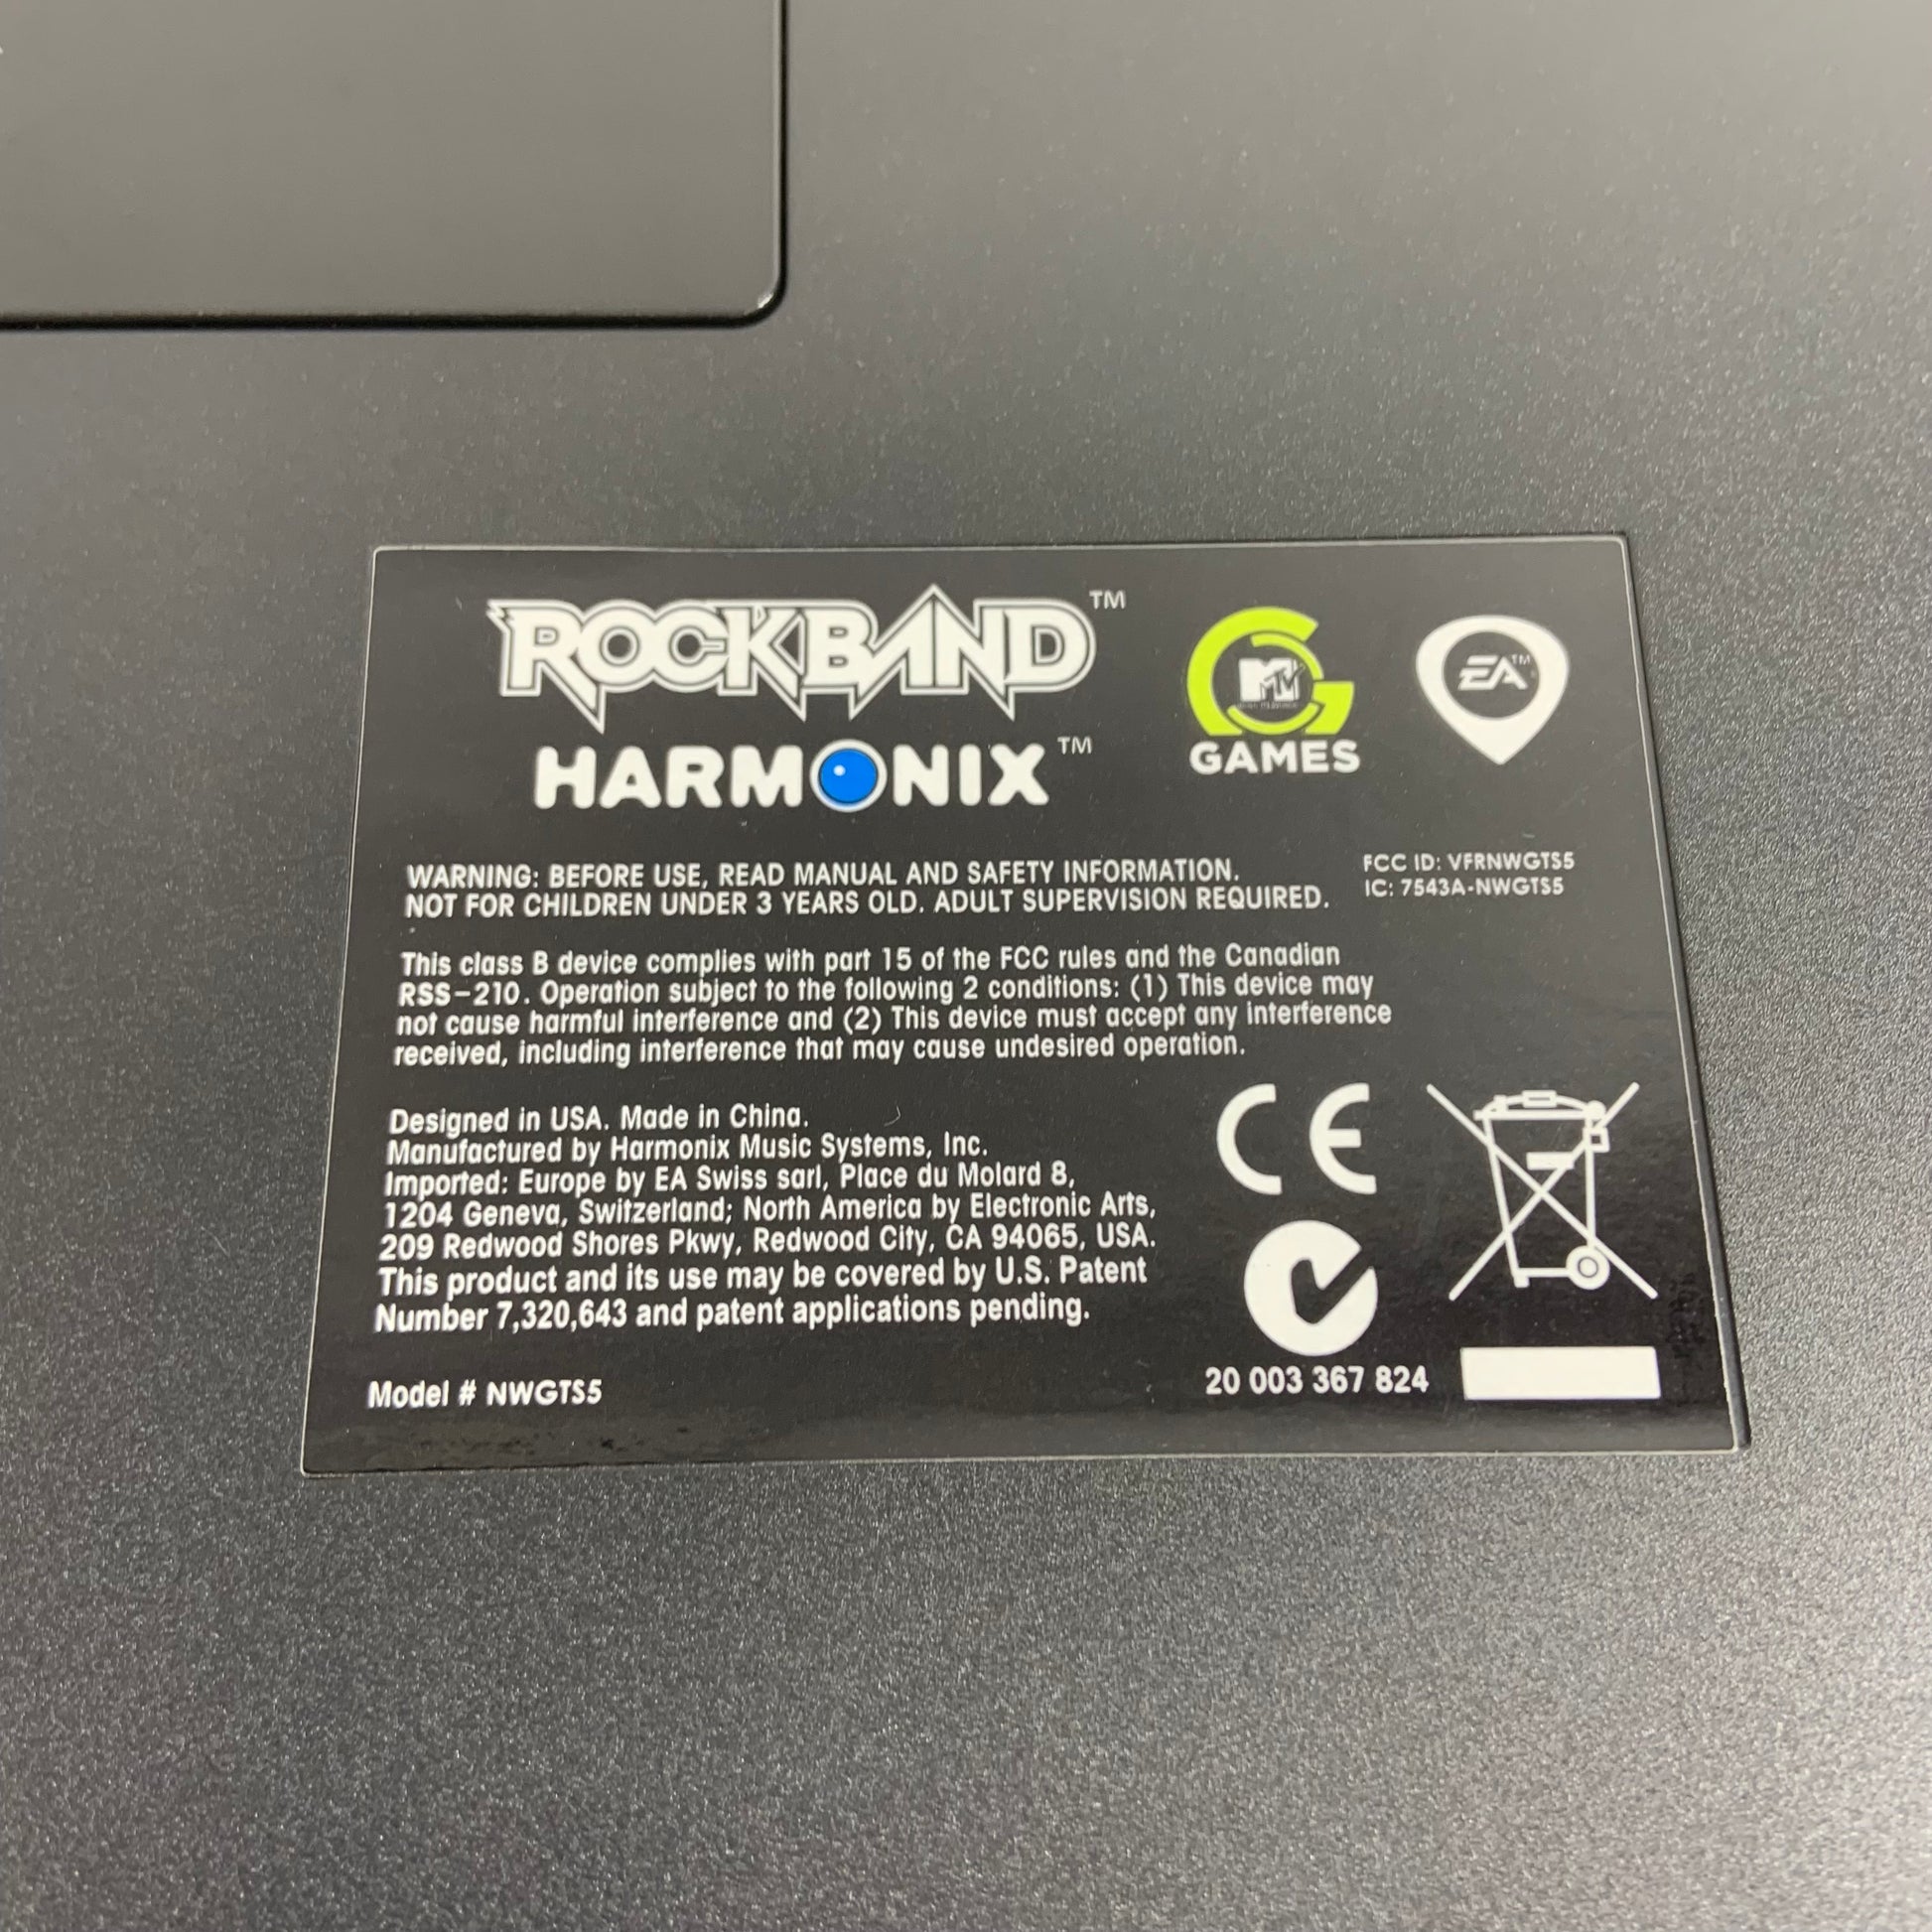 ROCKBAND™
HARMONIX™
MTV
GAMES
EA™
WARNING: BEFORE USE, READ MANUAL AND SAFETY INFORMATION.
NOT FOR CHILDREN UNDER 3 YEARS OLD. ADULT SUPERVISION REQUIRED.
FCC ID: VFRNWGTS5
IC: 7543A-NWGTS5
This class B device complies with part 15 of the FCC rules and the Canadian
RSS-210. Operation subject to the following 2 conditions: (1) This device may
not cause harmful interference and (2) This device must accept any interference
received, including interference that may cause undesired operation.
Designed in USA. Made in China.
Manufactured by Harmonix Music Systems, Inc.
Imported: Europe by EA Swiss sarl, Place du Molard 8,
1204 Geneva, Switzerland; North America by Electronic Arts,
209 Redwood Shores Pkwy, Redwood City, CA 94065, USA.
This product and its use may be covered by U.S. Patent
Number 7,320,643 and patent applications pending.
CE
Model # NWGTS5
20 003 367 824